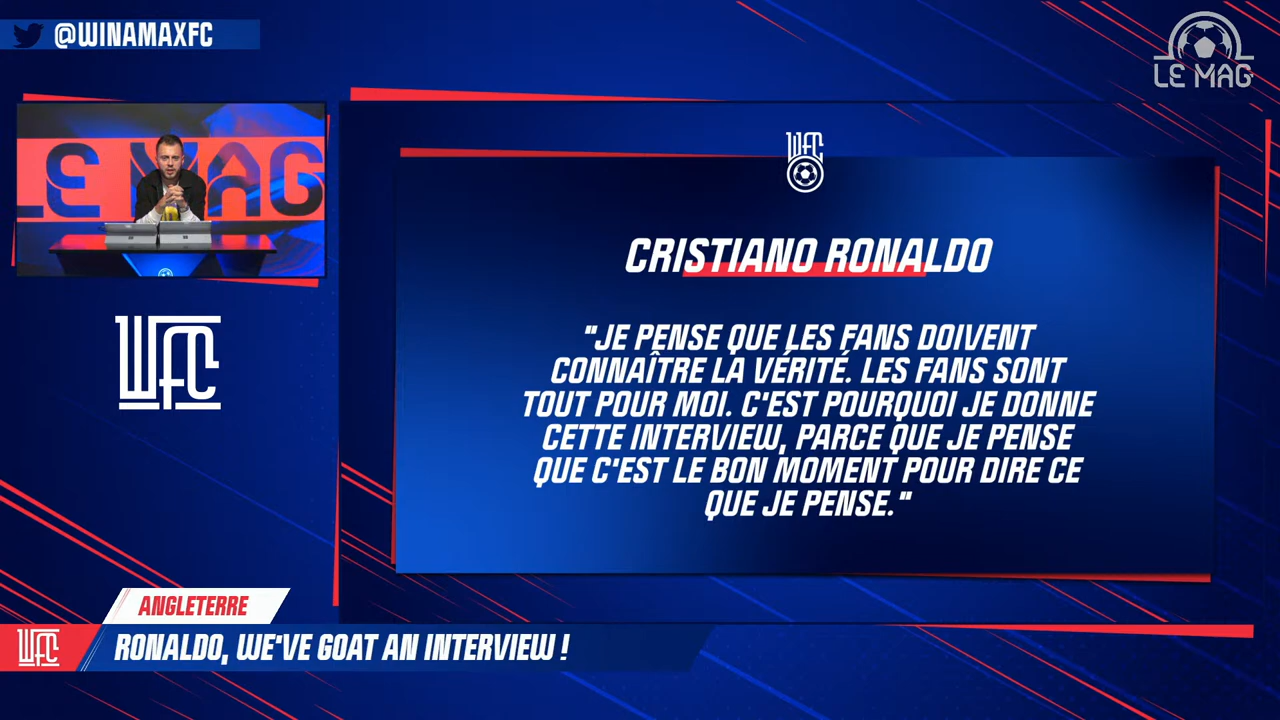 @WINAMAXFC
LE MAG
LE MAG
WFC
CRISTIANO RONALDO
"JE PENSE QUE LES FANS DOIVENT
CONNAÎTRE LA VÉRITÉ. LES FANS SONT
TOUT POUR MOI. C'EST POURQUOI JE DONNE
CETTE INTERVIEW, PARCE QUE JE PENSE
QUE C'EST LE BON MOMENT POUR DIRE CE
QUE JE PENSE."
WFC
ANGLETERRE
WFC
RONALDO, WE'VE GOAT AN INTERVIEW !